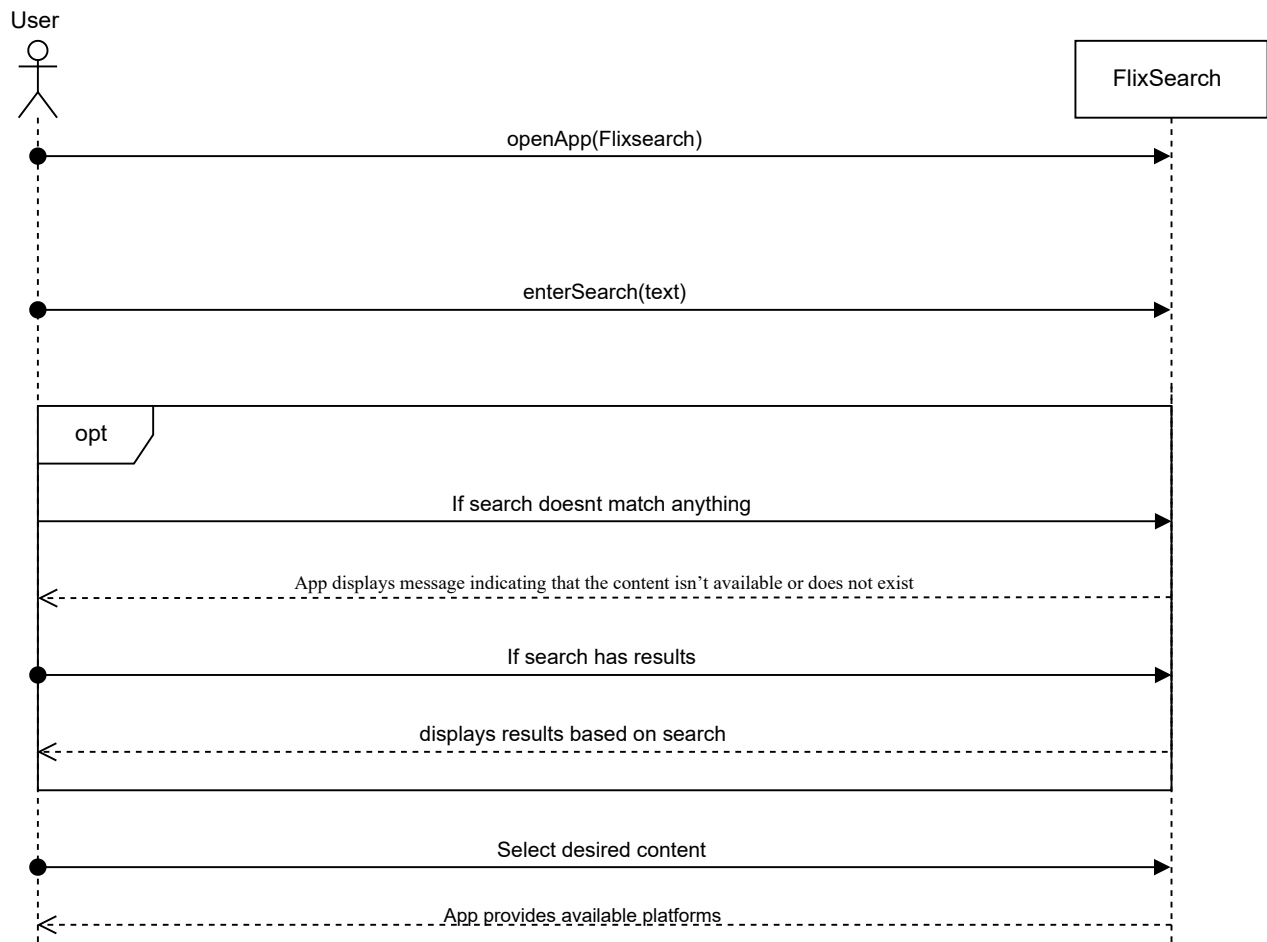 User
FlixSearch
openApp(Flixsearch)
enterSearch(text)
opt
If search doesnt match anything
App displays message indicating that the content isn’t available or does not exist
If search has results
displays results based on search
Select desired content
App provides available platforms